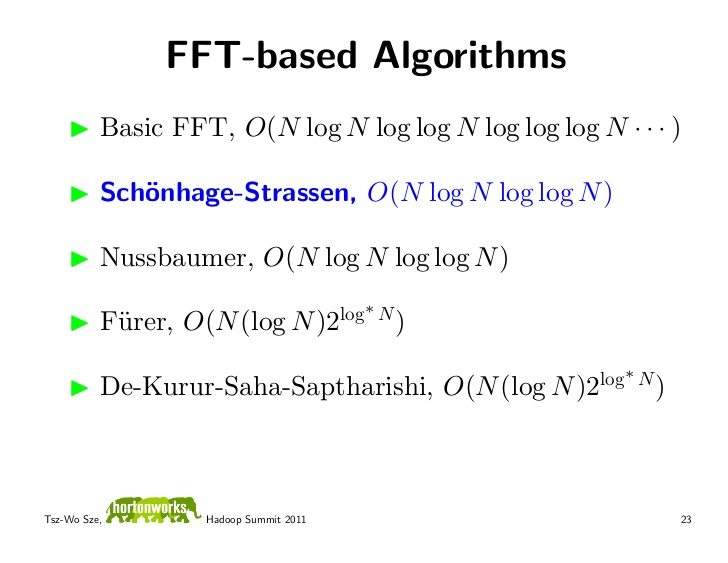 FFT-based Algorithms
Basic FFT, O(N log N log log N log log log N · · · )
Schönhage-Strassen, O(N log N log log N)
Nussbaumer, O(N log N log log N)
Fürer, O(N(log N)2^{log* N})
De-Kurur-Saha-Saptharishi, O(N(log N)2^{log* N})
Tsz-Wo Sze, hortonworks Hadoop Summit 2011 23